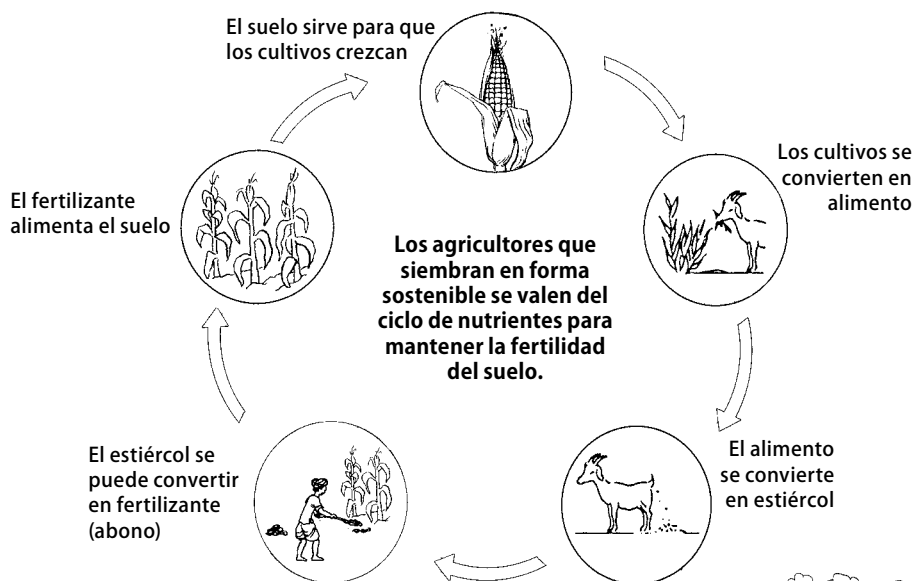 El suelo sirve para que
los cultivos crezcan
Los cultivos se
convierten en
alimento
El fertilizante
alimenta el suelo
Los agricultores que
siembran en forma
sostenible se valen del
ciclo de nutrientes para
mantener la fertilidad
del suelo.
El alimento
se convierte
en estiércol
El estiércol se
puede convertir
en fertilizante
(abono)